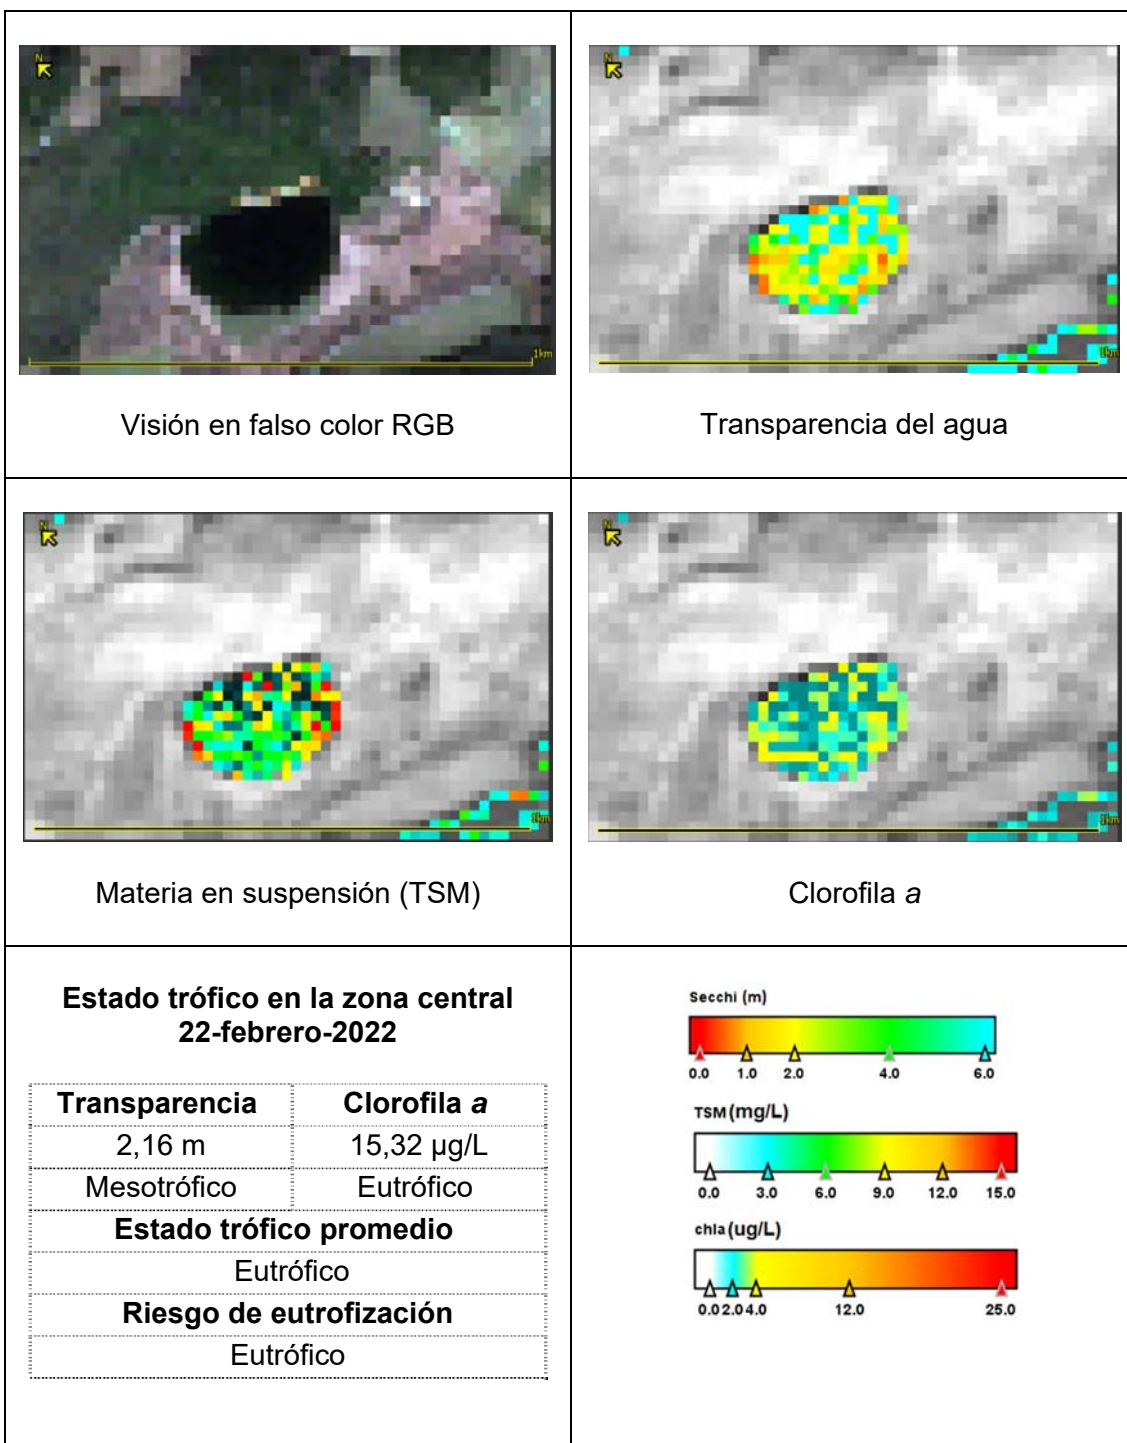 N
1km
Visión en falso color RGB
N
1km
Transparencia del agua
N
1km
Materia en suspensión (TSM)
N
1km
Clorofila a
Estado trófico en la zona central
22-febrero-2022
Transparencia Clorofila a
2,16 m 15,32 µg/L
Mesotrófico Eutrófico
Estado trófico promedio
Eutrófico
Riesgo de eutrofización
Eutrófico
Secchi (m)
0.0 1.0 2.0 4.0 6.0
TSM (mg/L)
0.0 3.0 6.0 9.0 12.0 15.0
chla (ug/L)
0.0 2.0 4.0 12.0 25.0